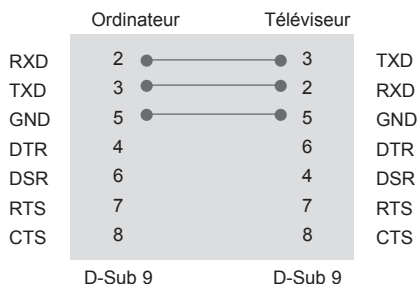 Ordinateur Téléviseur
RXD 2 3 TXD
TXD 3 2 RXD
GND 5 5 GND
DTR 4 6 DTR
DSR 6 4 DSR
RTS 7 7 RTS
CTS 8 8 CTS
D-Sub 9 D-Sub 9